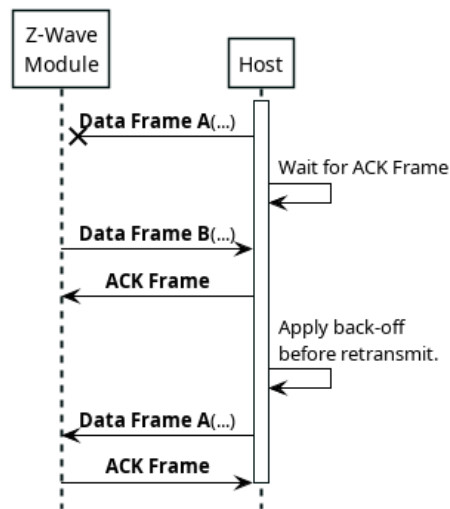 Z-Wave
Module
Host
Data Frame A(...)
Wait for ACK Frame
Data Frame B(...)
ACK Frame
Apply back-off
before retransmit.
Data Frame A(...)
ACK Frame